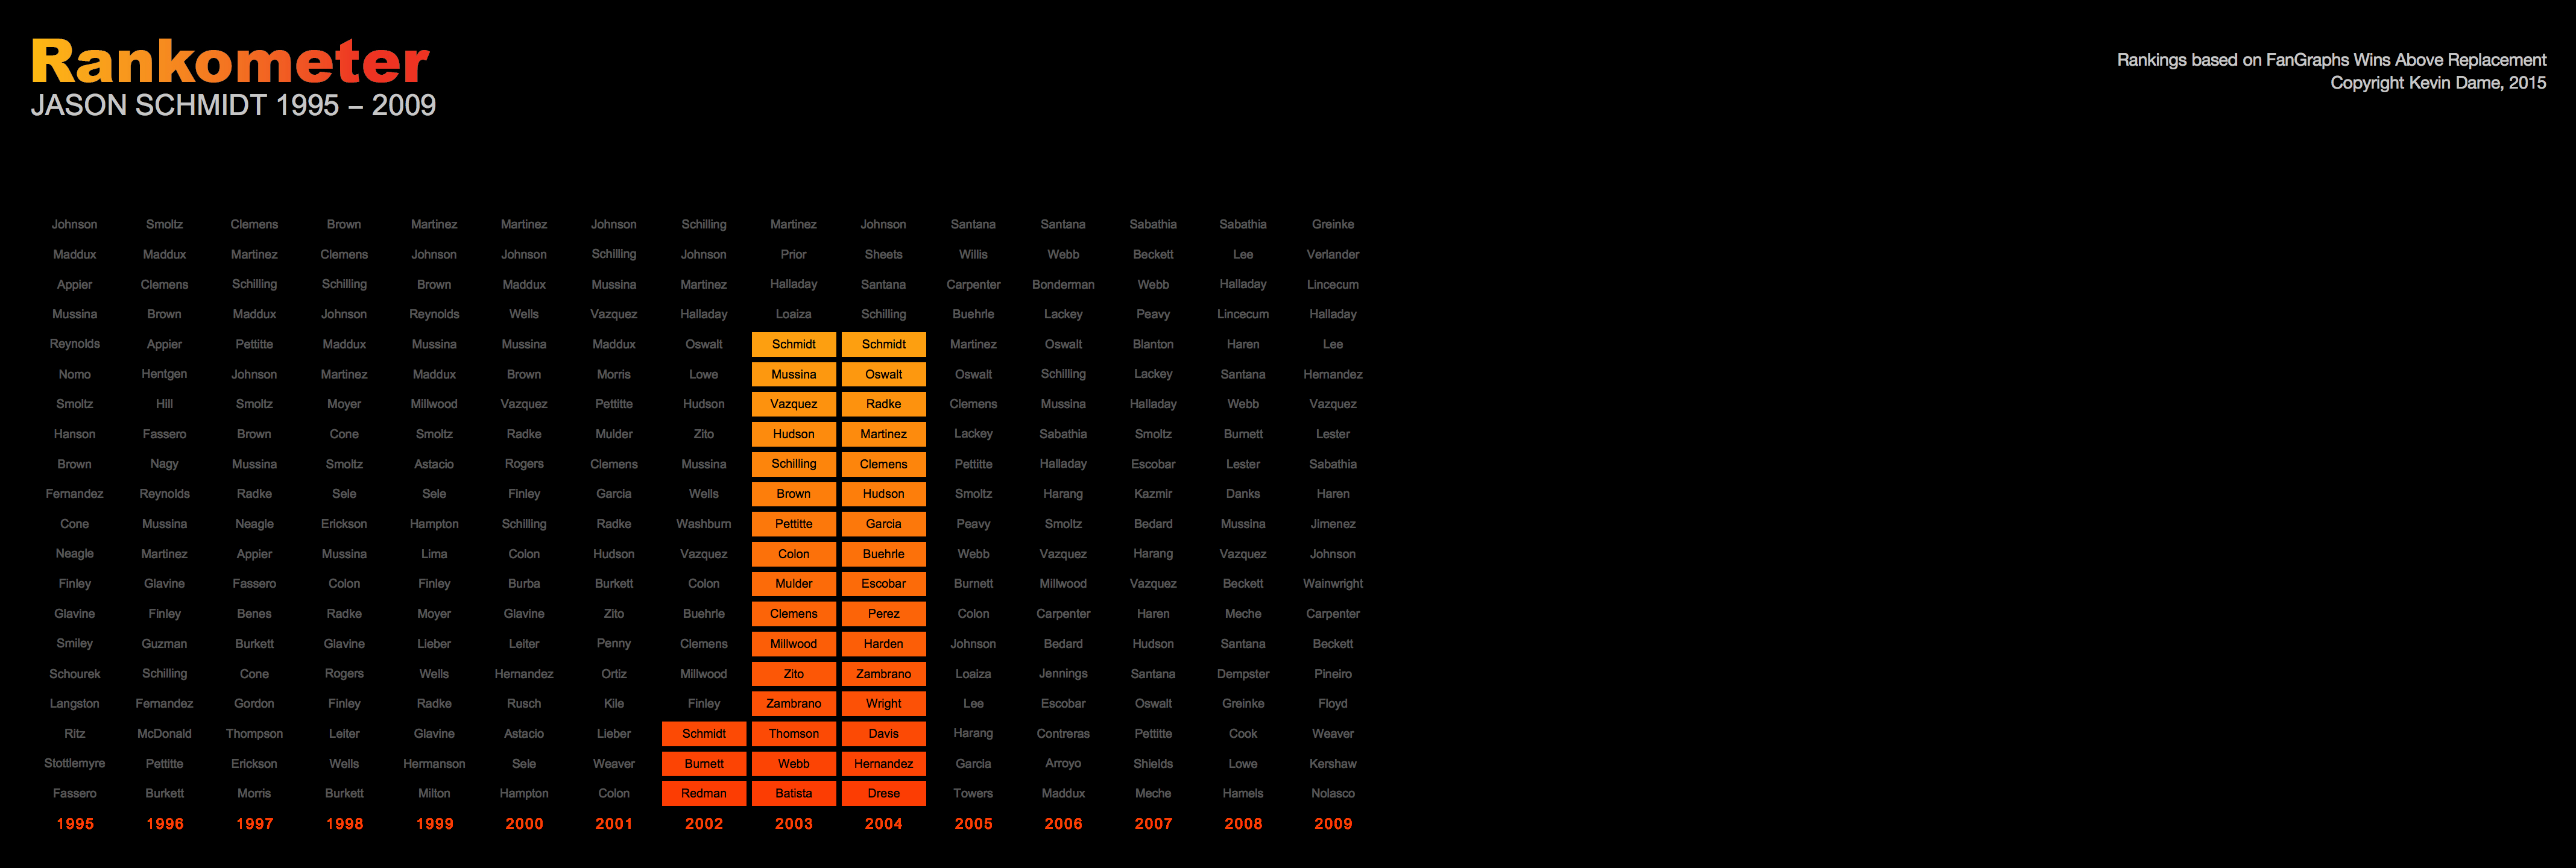 Rankometer
JASON SCHMIDT 1995 – 2009
Rankings based on FanGraphs Wins Above Replacement
Copyright Kevin Dame, 2015
Johnson Smoltz Clemens Brown Martinez Martinez Johnson Schilling Martinez Johnson Santana Santana Sabathia Sabathia Greinke
Maddux Maddux Martinez Clemens Johnson Johnson Schilling Johnson Prior Sheets Willis Webb Beckett Lee Verlander
Appier Clemens Schilling Schilling Brown Maddux Mussina Martinez Halladay Santana Carpenter Bonderman Webb Halladay Lincecum
Mussina Brown Maddux Johnson Reynolds Wells Vazquez Halladay Loaiza Schilling Buehrle Lackey Peavy Lincecum Halladay
Reynolds Appier Pettitte Maddux Mussina Mussina Maddux Oswalt Schmidt Schmidt Martinez Oswalt Blanton Haren Lee
Nomo Hentgen Johnson Martinez Maddux Brown Morris Lowe Mussina Oswalt Oswalt Schilling Lackey Santana Hernandez
Smoltz Hill Smoltz Moyer Millwood Vazquez Pettitte Hudson Vazquez Radke Clemens Mussina Halladay Webb Vazquez
Hanson Fassero Brown Cone Smoltz Radke Mulder Zito Hudson Martinez Lackey Sabathia Smoltz Burnett Lester
Brown Nagy Mussina Smoltz Astacio Rogers Clemens Mussina Schilling Clemens Pettitte Halladay Escobar Lester Sabathia
Fernandez Reynolds Radke Sele Sele Finley Garcia Wells Brown Hudson Smoltz Harang Kazmir Danks Haren
Cone Mussina Neagle Erickson Hampton Schilling Radke Washburn Pettitte Garcia Peavy Smoltz Bedard Mussina Jimenez
Neagle Martinez Appier Mussina Lima Colon Hudson Vazquez Colon Buehrle Webb Vazquez Harang Vazquez Johnson
Finley Glavine Fassero Colon Finley Burba Burkett Colon Mulder Escobar Burnett Millwood Vazquez Beckett Wainwright
Glavine Finley Benes Radke Moyer Glavine Zito Buehrle Clemens Perez Colon Carpenter Haren Meche Carpenter
Smiley Guzman Burkett Glavine Lieber Leiter Penny Clemens Millwood Harden Johnson Bedard Hudson Santana Beckett
Schourek Schilling Cone Rogers Wells Hernandez Ortiz Millwood Zito Zambrano Loaiza Jennings Santana Dempster Pineiro
Langston Fernandez Gordon Finley Radke Rusch Kile Finley Zambrano Wright Lee Escobar Oswalt Greinke Floyd
Ritz McDonald Thompson Leiter Glavine Astacio Lieber Schmidt Thomson Davis Harang Contreras Pettitte Cook Weaver
Stottlemyre Pettitte Erickson Wells Hermanson Sele Weaver Burnett Webb Hernandez Garcia Arroyo Shields Lowe Kershaw
Fassero Burkett Morris Burkett Milton Hampton Colon Redman Batista Drese Towers Maddux Meche Hamels Nolasco
1995 1996 1997 1998 1999 2000 2001 2002 2003 2004 2005 2006 2007 2008 2009